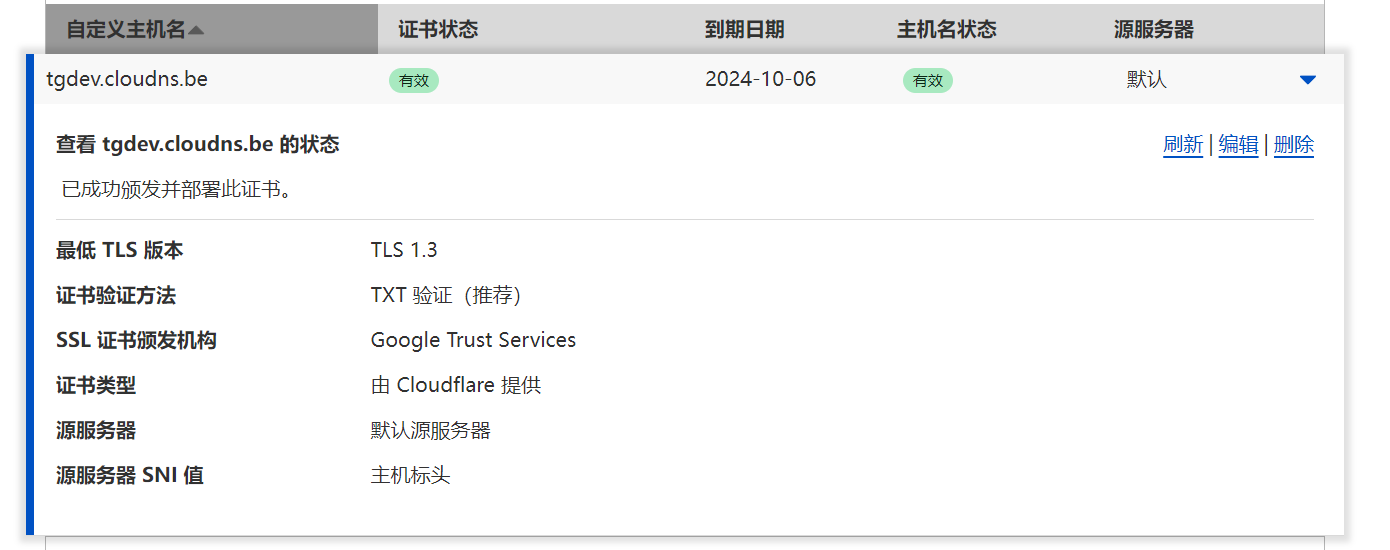 自定义主机名 证书状态 到期日期 主机名状态 源服务器
tgdev.cloudns.be 有效 2024-10-06 有效 默认
查看 tgdev.cloudns.be 的状态 刷新 | 编辑 | 删除
已成功颁发并部署此证书。
最低 TLS 版本 TLS 1.3
证书验证方法 TXT 验证（推荐）
SSL 证书颁发机构 Google Trust Services
证书类型 由 Cloudflare 提供
源服务器 默认源服务器
源服务器 SNI 值 主机标头